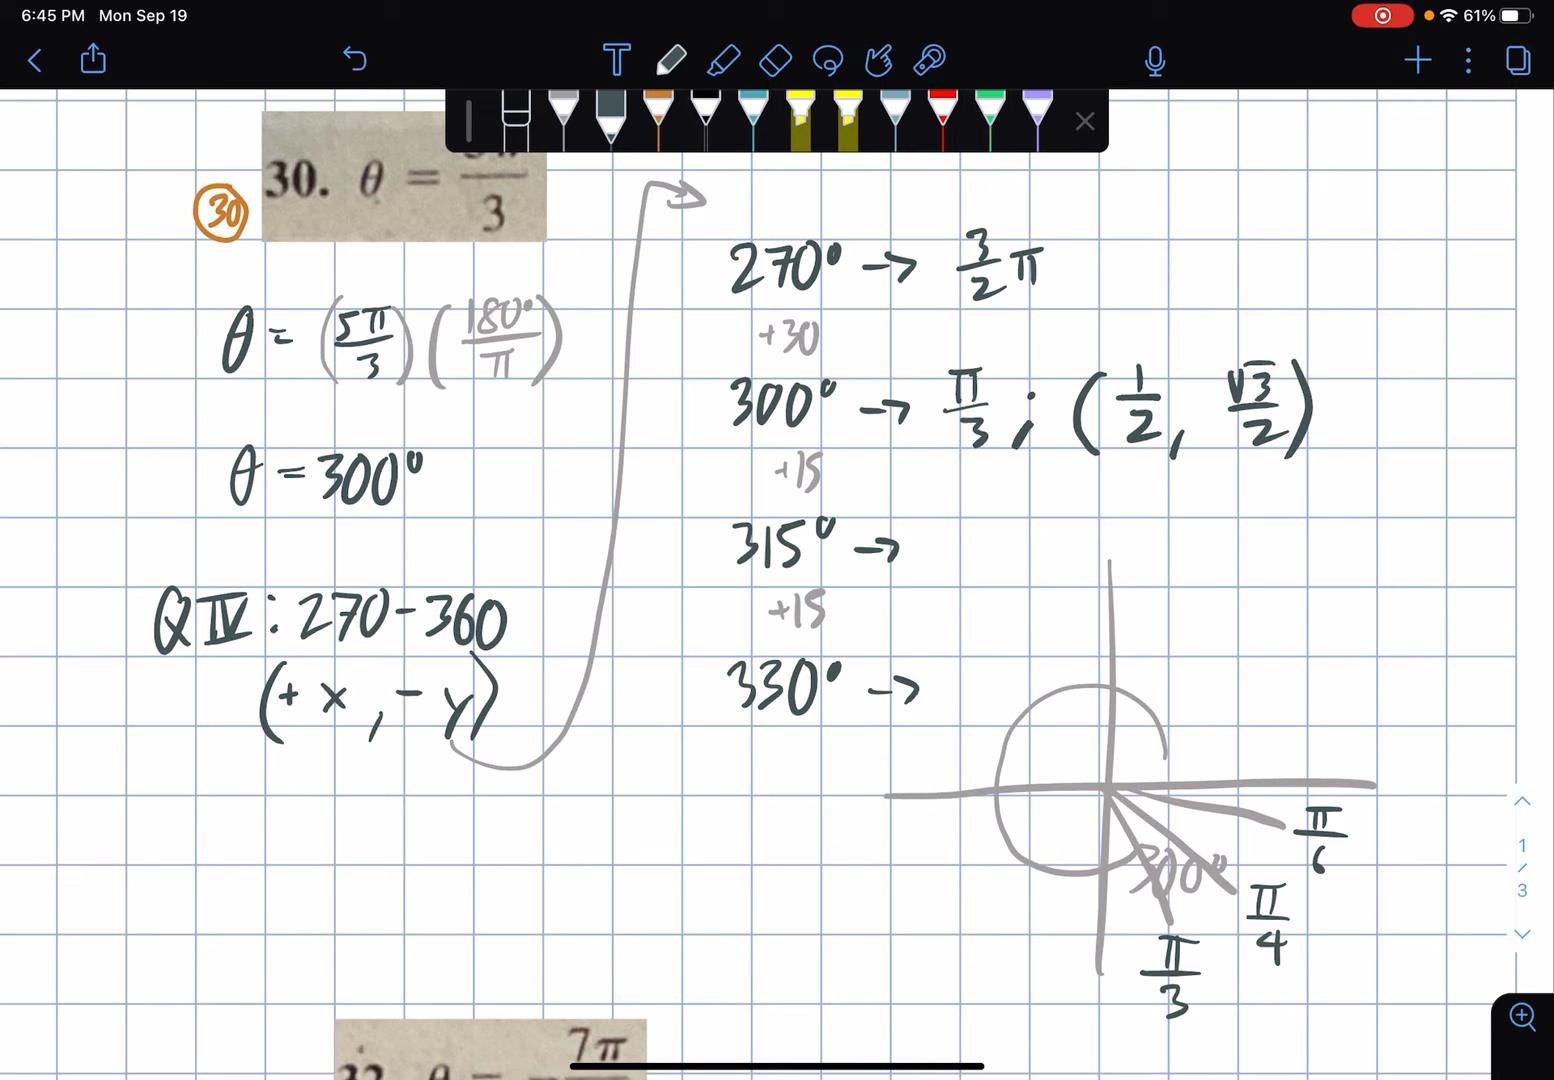 6:45 PM Mon Sep 19
61%
T
30
30. θ = π/3
θ = (5π/3)(180°/π)
θ = 300°
Q IV: 270-360
(+x, -y)
270° → 3/2 π
+30
300° → π/3 ; (1/2, √3/2)
+15
315° →
+15
330° →
300°
π/6
π/4
π/3
1
/
3
7π